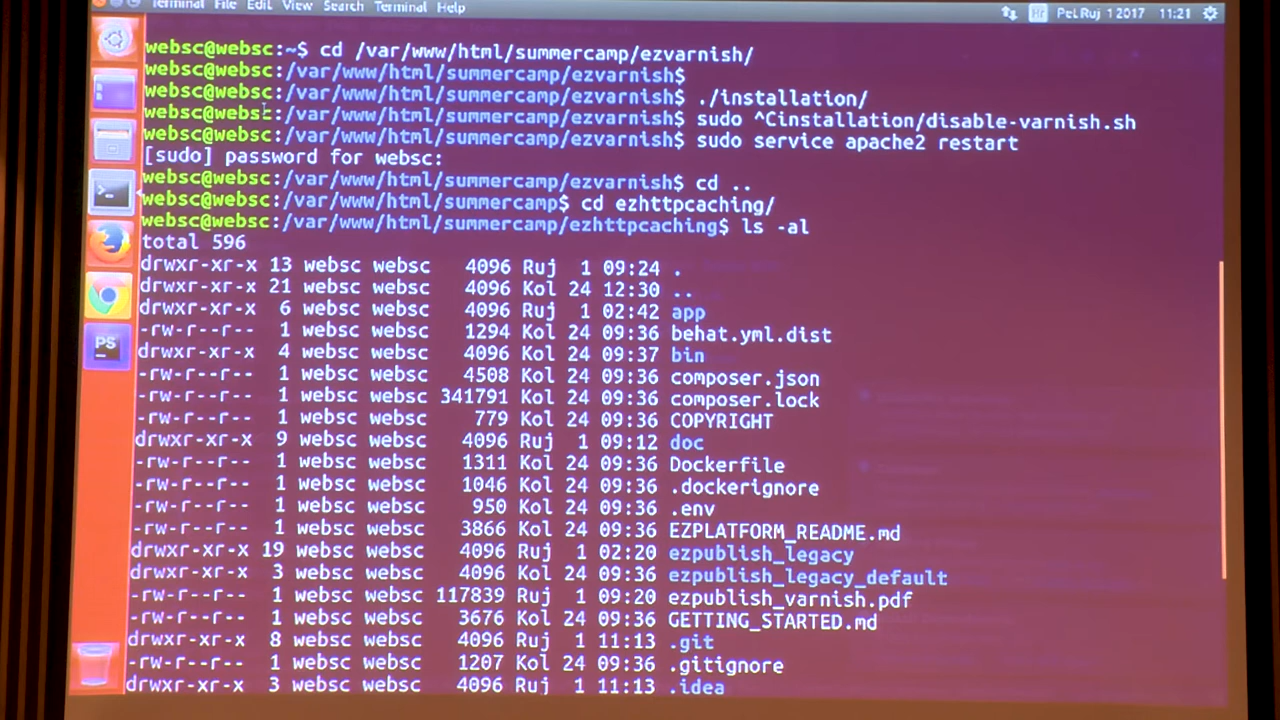 Terminal File Edit View Search Terminal Help
Hr Pet Ruj 1 2017 11:21
websc@websc:~$ cd /var/www/html/summercamp/ezvarnish/
websc@websc:/var/www/html/summercamp/ezvarnish$
websc@websc:/var/www/html/summercamp/ezvarnish$ ./installation/
websc@websc:/var/www/html/summercamp/ezvarnish$ sudo ^Cinstallation/disable-varnish.sh
websc@websc:/var/www/html/summercamp/ezvarnish$ sudo service apache2 restart
[sudo] password for websc:
websc@websc:/var/www/html/summercamp/ezvarnish$ cd ..
websc@websc:/var/www/html/summercamp$ cd ezhttpcaching/
websc@websc:/var/www/html/summercamp/ezhttpcaching$ ls -al
total 596
drwxr-xr-x 13 websc websc 4096 Ruj 1 09:24 .
drwxr-xr-x 21 websc websc 4096 Kol 24 12:30 ..
drwxr-xr-x 6 websc websc 4096 Ruj 1 02:42 app
-rw-r--r-- 1 websc websc 1294 Kol 24 09:36 behat.yml.dist
drwxr-xr-x 4 websc websc 4096 Kol 24 09:37 bin
-rw-r--r-- 1 websc websc 4508 Kol 24 09:36 composer.json
-rw-r--r-- 1 websc websc 341791 Kol 24 09:36 composer.lock
-rw-r--r-- 1 websc websc 779 Kol 24 09:36 COPYRIGHT
drwxr-xr-x 9 websc websc 4096 Ruj 1 09:12 doc
-rw-r--r-- 1 websc websc 1311 Kol 24 09:36 Dockerfile
-rw-r--r-- 1 websc websc 1046 Kol 24 09:36 .dockerignore
-rw-r--r-- 1 websc websc 950 Kol 24 09:36 .env
-rw-r--r-- 1 websc websc 3866 Kol 24 09:36 EZPLATFORM_README.md
drwxr-xr-x 19 websc websc 4096 Ruj 1 02:20 ezpublish_legacy
drwxr-xr-x 3 websc websc 4096 Kol 24 09:36 ezpublish_legacy_default
-rw-r--r-- 1 websc websc 117839 Ruj 1 09:20 ezpublish_varnish.pdf
-rw-r--r-- 1 websc websc 3676 Kol 24 09:36 GETTING_STARTED.md
drwxr-xr-x 8 websc websc 4096 Ruj 1 11:13 .git
-rw-r--r-- 1 websc websc 1207 Kol 24 09:36 .gitignore
drwxr-xr-x 3 websc websc 4096 Ruj 1 11:13 .idea
PS